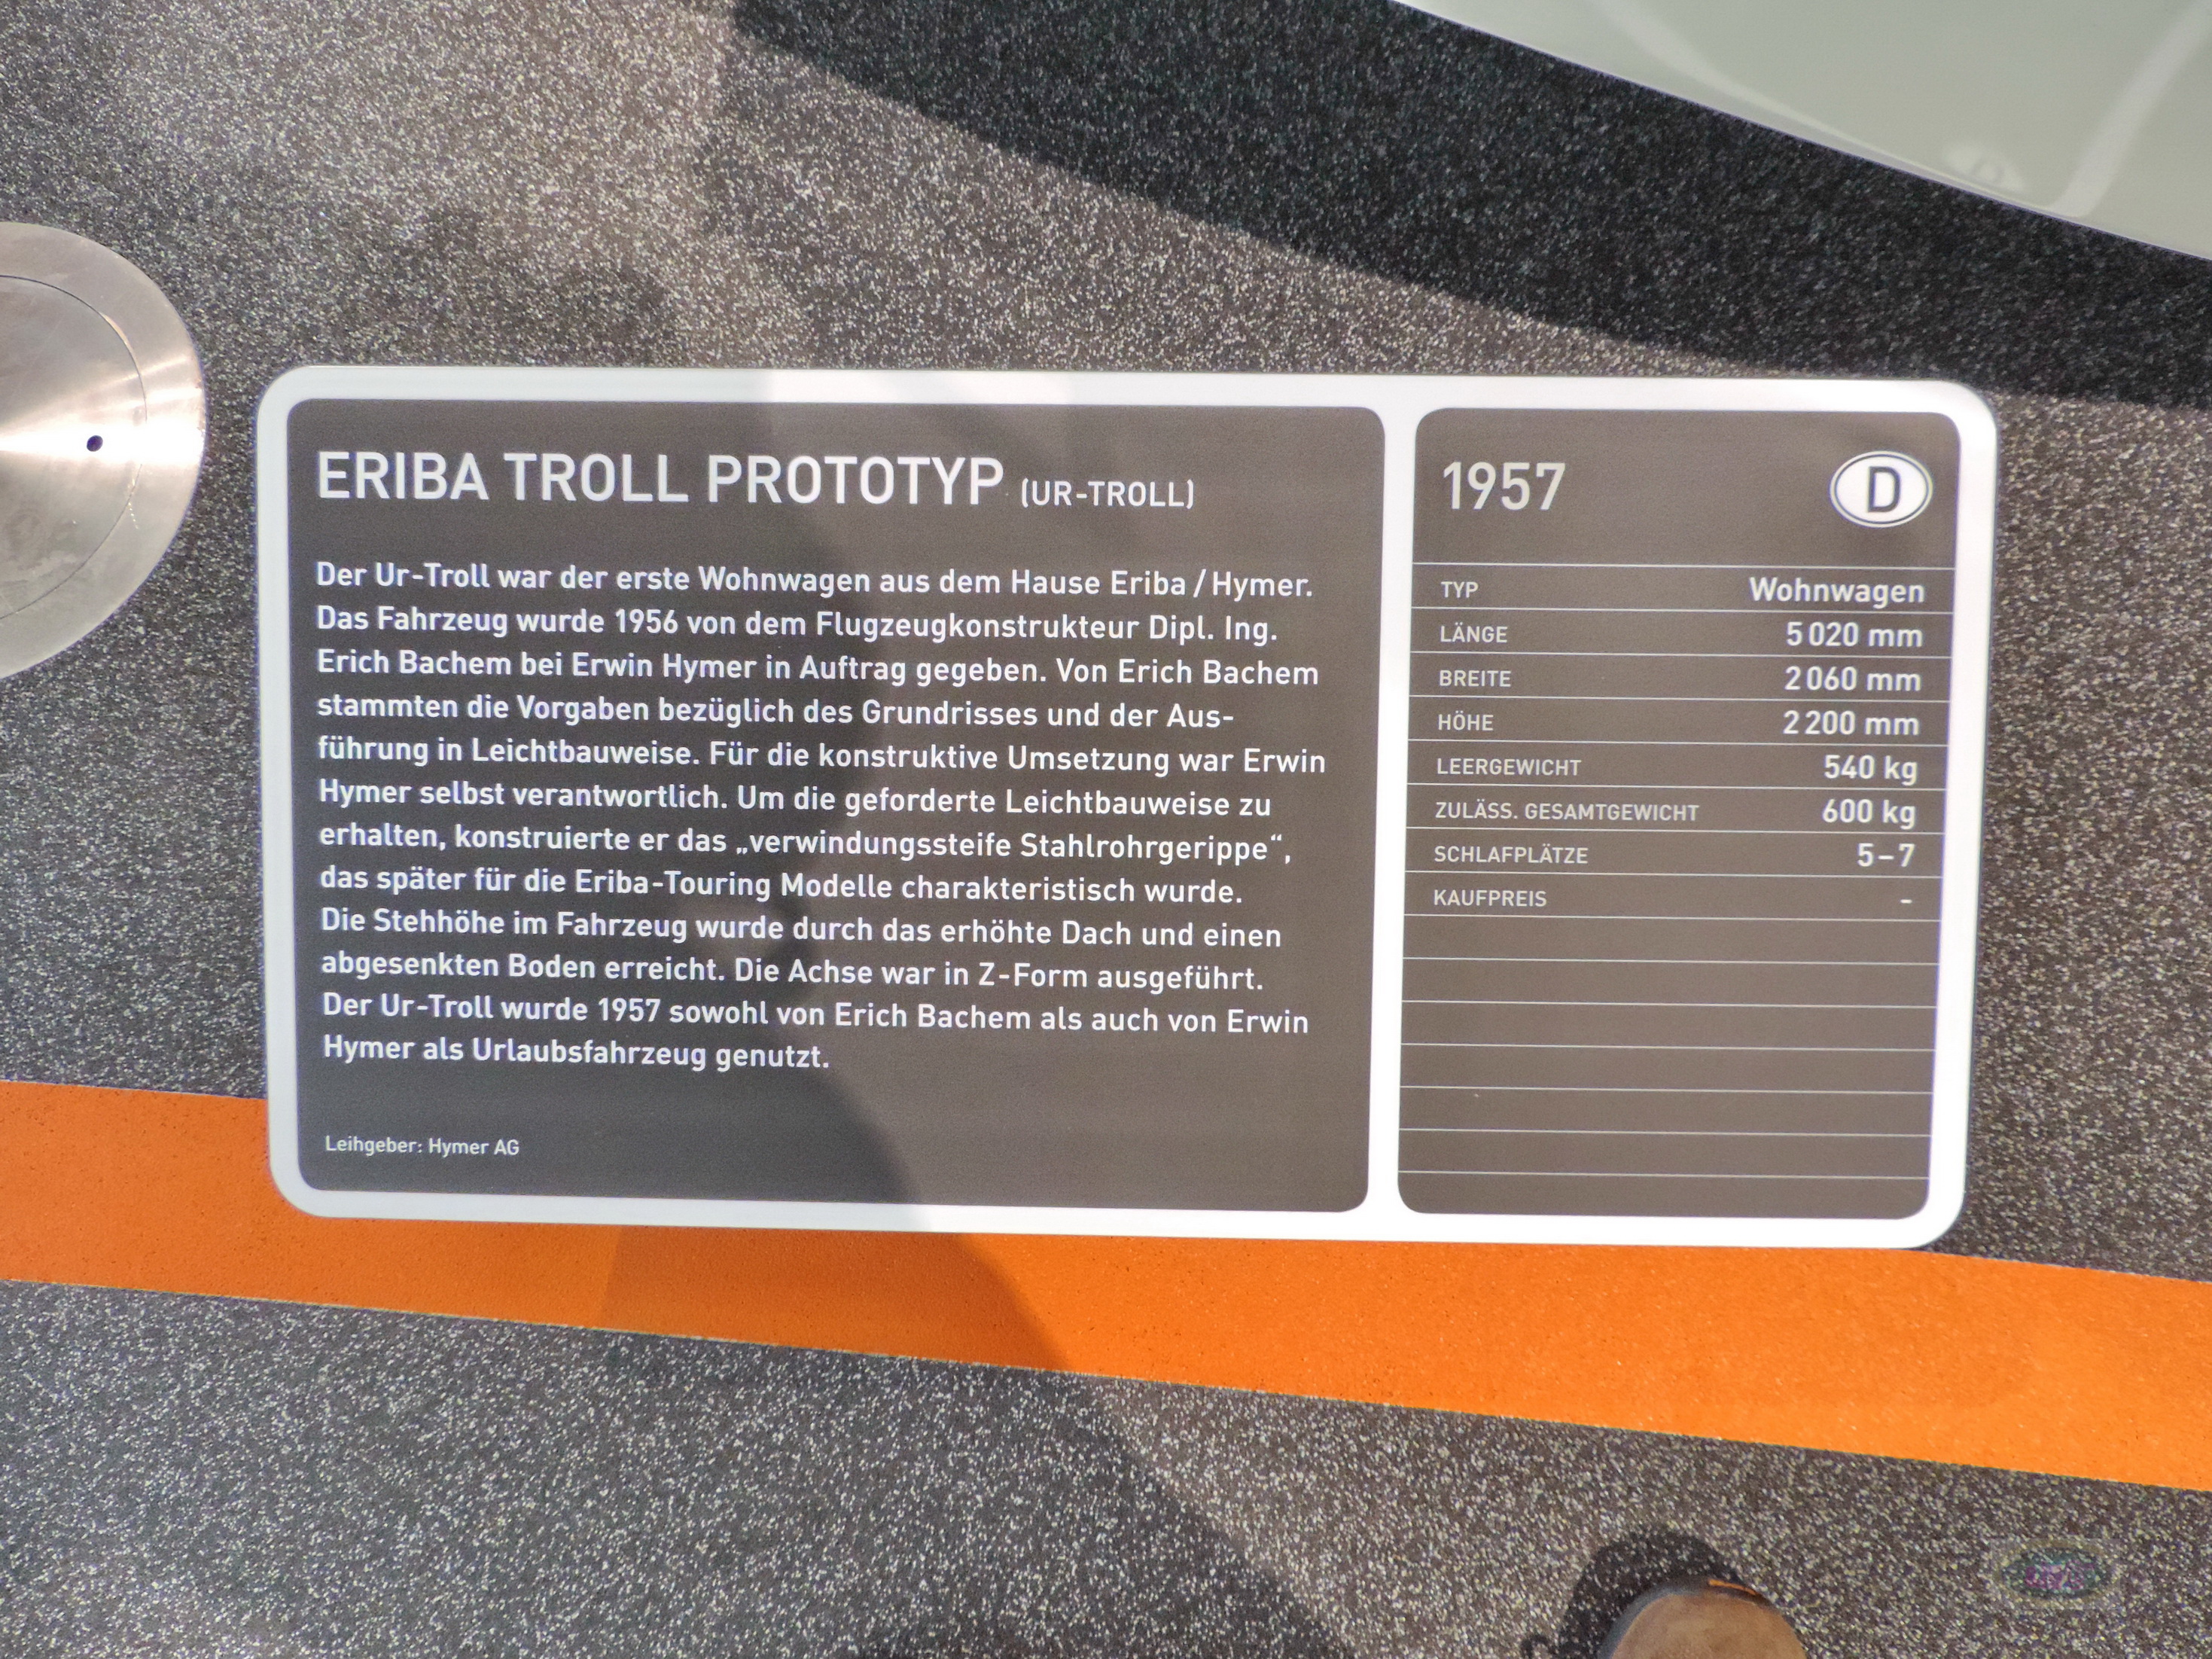 ERIBA TROLL PROTOTYP (UR-TROLL)
Der Ur-Troll war der erste Wohnwagen aus dem Hause Eriba / Hymer.
Das Fahrzeug wurde 1956 von dem Flugzeugkonstrukteur Dipl. Ing.
Erich Bachem bei Erwin Hymer in Auftrag gegeben. Von Erich Bachem
stammten die Vorgaben bezüglich des Grundrisses und der Aus-
führung in Leichtbauweise. Für die konstruktive Umsetzung war Erwin
Hymer selbst verantwortlich. Um die geforderte Leichtbauweise zu
erhalten, konstruierte er das „verwindungssteife Stahlrohrgerippe“,
das später für die Eriba-Touring Modelle charakteristisch wurde.
Die Stehhöhe im Fahrzeug wurde durch das erhöhte Dach und einen
abgesenkten Boden erreicht. Die Achse war in Z-Form ausgeführt.
Der Ur-Troll wurde 1957 sowohl von Erich Bachem als auch von Erwin
Hymer als Urlaubsfahrzeug genutzt.
Leihgeber: Hymer AG
1957 D
TYP Wohnwagen
LÄNGE 5 020 mm
BREITE 2 060 mm
HÖHE 2 200 mm
LEERGEWICHT 540 kg
ZULÄSS. GESAMTGEWICHT 600 kg
SCHLAFPLÄTZE 5–7
KAUFPREIS -